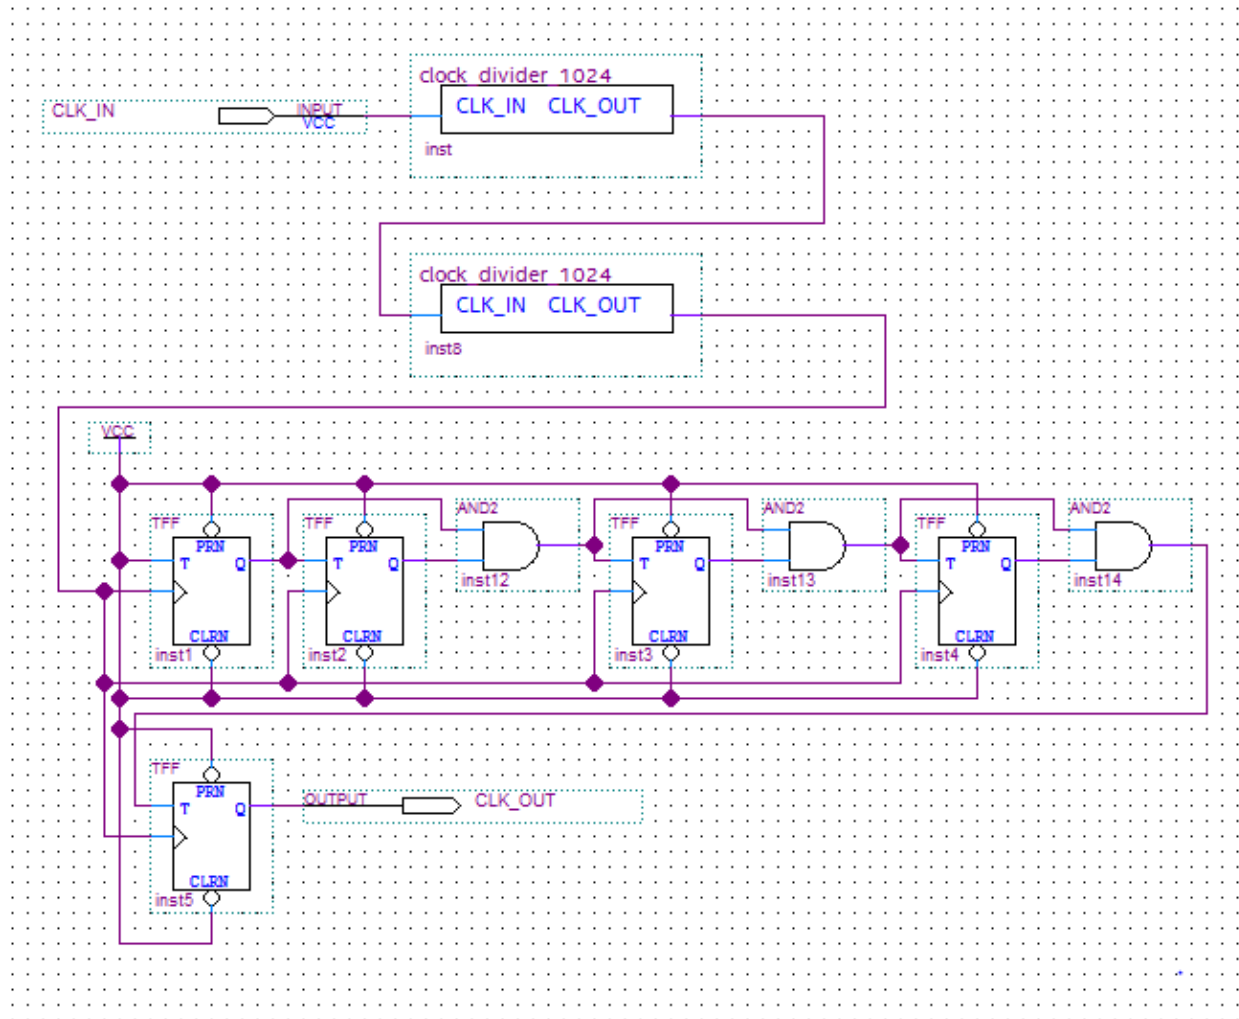 clock_divider_1024
CLK_IN INPUT
VCC
CLK_IN CLK_OUT
inst
clock_divider_1024
CLK_IN CLK_OUT
inst8
VCC
TFF TFF AND2 TFF AND2 TFF AND2
PRN PRN PRN PRN
T Q T Q T Q T Q
inst12 inst13 inst14
CLRN CLRN CLRN CLRN
inst1 inst2 inst3 inst4
TFF
PRN
T Q OUTPUT CLK_OUT
CLRN
inst5